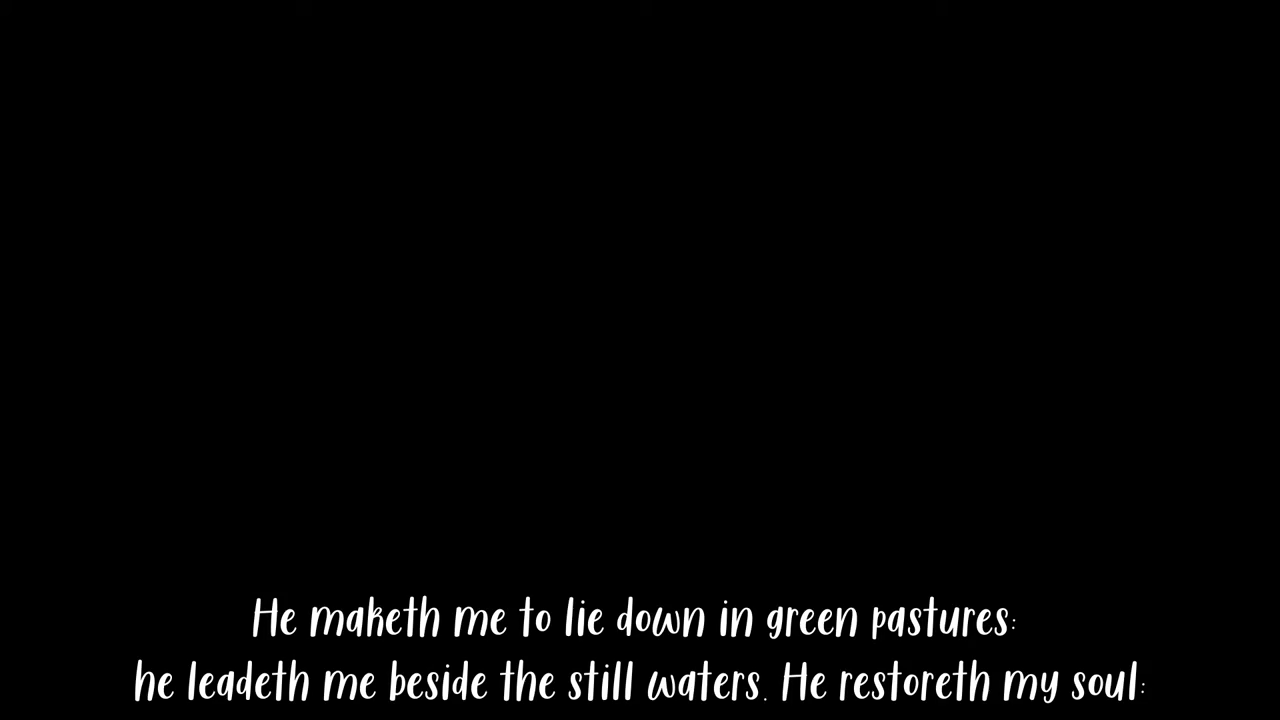 He maketh me to lie down in green pastures:
he leadeth me beside the still waters. He restoreth my soul: